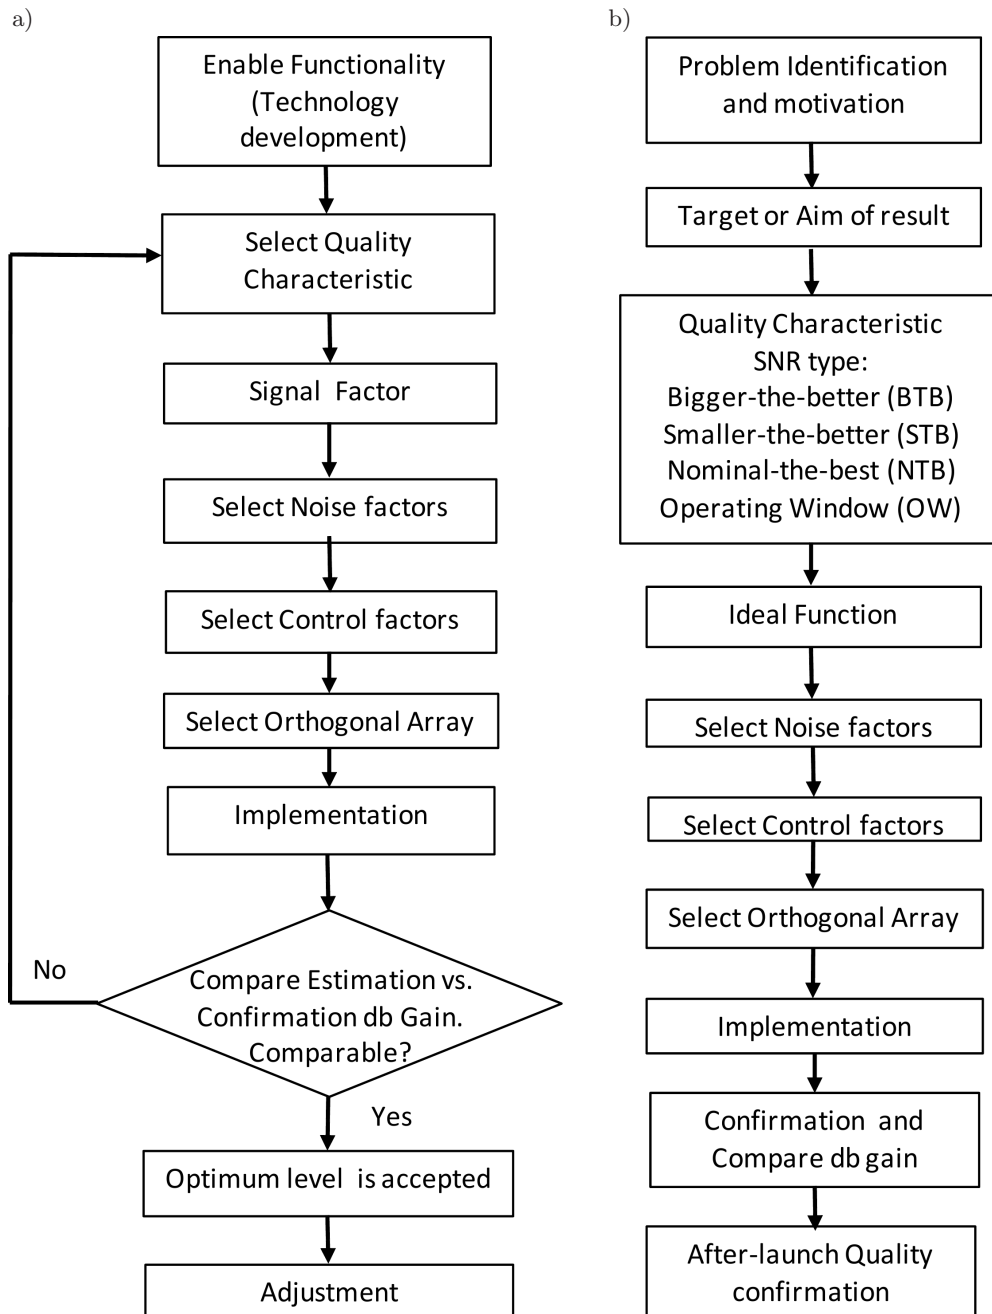 a)
Enable Functionality
(Technology
development)
Select Quality
Characteristic
Signal Factor
Select Noise factors
Select Control factors
Select Orthogonal Array
Implementation
No
Compare Estimation vs.
Confirmation db Gain.
Comparable?
Yes
Optimum level is accepted
Adjustment
b)
Problem Identification
and motivation
Target or Aim of result
Quality Characteristic
SNR type:
Bigger-the-better (BTB)
Smaller-the-better (STB)
Nominal-the-best (NTB)
Operating Window (OW)
Ideal Function
Select Noise factors
Select Control factors
Select Orthogonal Array
Implementation
Confirmation and
Compare db gain
After-launch Quality
confirmation